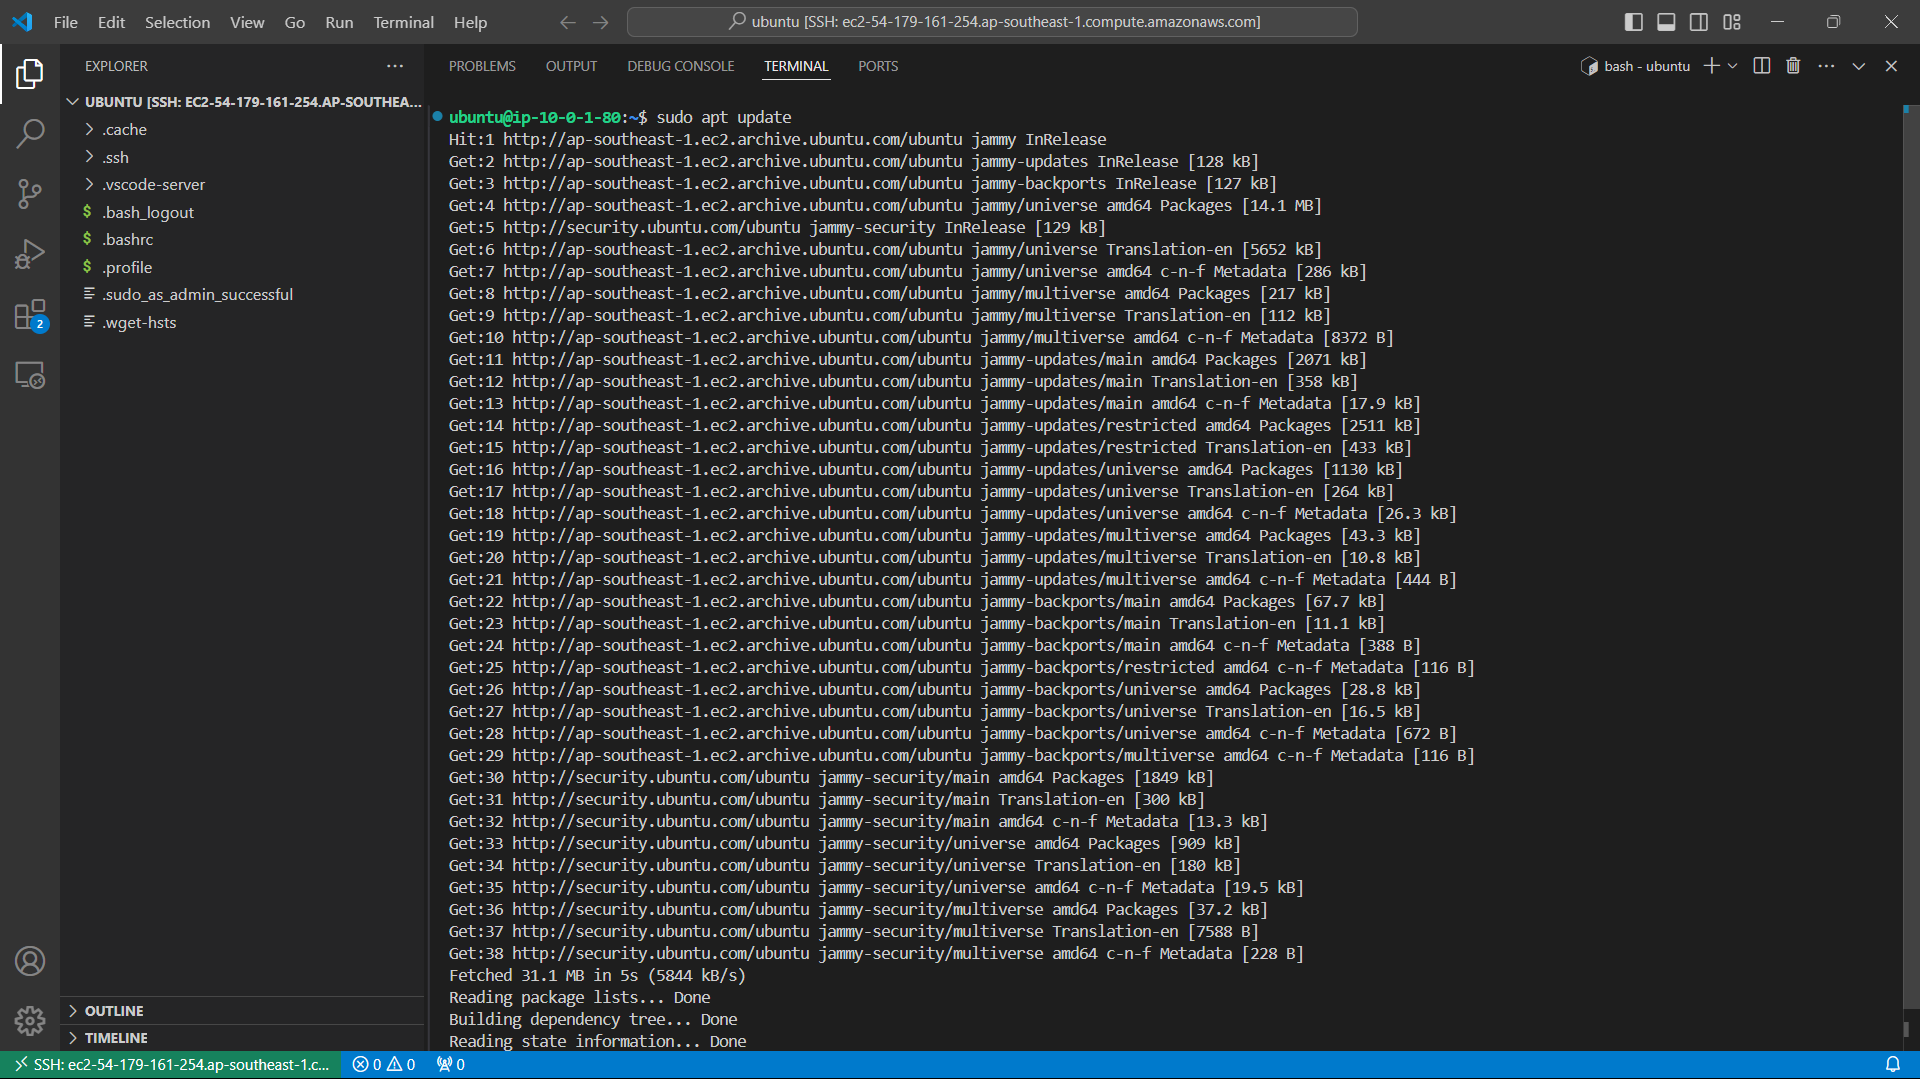 File Edit Selection View Go Run Terminal Help
ubuntu [SSH: ec2-54-179-161-254.ap-southeast-1.compute.amazonaws.com]
EXPLORER
UBUNTU [SSH: EC2-54-179-161-254.AP-SOUTHEA...
.cache
.ssh
.vscode-server
$ .bash_logout
$ .bashrc
$ .profile
.sudo_as_admin_successful
.wget-hsts
2
OUTLINE
TIMELINE
PROBLEMS OUTPUT DEBUG CONSOLE TERMINAL PORTS
bash - ubuntu
ubuntu@ip-10-0-1-80:~$ sudo apt update
Hit:1 http://ap-southeast-1.ec2.archive.ubuntu.com/ubuntu jammy InRelease
Get:2 http://ap-southeast-1.ec2.archive.ubuntu.com/ubuntu jammy-updates InRelease [128 kB]
Get:3 http://ap-southeast-1.ec2.archive.ubuntu.com/ubuntu jammy-backports InRelease [127 kB]
Get:4 http://ap-southeast-1.ec2.archive.ubuntu.com/ubuntu jammy/universe amd64 Packages [14.1 MB]
Get:5 http://security.ubuntu.com/ubuntu jammy-security InRelease [129 kB]
Get:6 http://ap-southeast-1.ec2.archive.ubuntu.com/ubuntu jammy/universe Translation-en [5652 kB]
Get:7 http://ap-southeast-1.ec2.archive.ubuntu.com/ubuntu jammy/universe amd64 c-n-f Metadata [286 kB]
Get:8 http://ap-southeast-1.ec2.archive.ubuntu.com/ubuntu jammy/multiverse amd64 Packages [217 kB]
Get:9 http://ap-southeast-1.ec2.archive.ubuntu.com/ubuntu jammy/multiverse Translation-en [112 kB]
Get:10 http://ap-southeast-1.ec2.archive.ubuntu.com/ubuntu jammy/multiverse amd64 c-n-f Metadata [8372 B]
Get:11 http://ap-southeast-1.ec2.archive.ubuntu.com/ubuntu jammy-updates/main amd64 Packages [2071 kB]
Get:12 http://ap-southeast-1.ec2.archive.ubuntu.com/ubuntu jammy-updates/main Translation-en [358 kB]
Get:13 http://ap-southeast-1.ec2.archive.ubuntu.com/ubuntu jammy-updates/main amd64 c-n-f Metadata [17.9 kB]
Get:14 http://ap-southeast-1.ec2.archive.ubuntu.com/ubuntu jammy-updates/restricted amd64 Packages [2511 kB]
Get:15 http://ap-southeast-1.ec2.archive.ubuntu.com/ubuntu jammy-updates/restricted Translation-en [433 kB]
Get:16 http://ap-southeast-1.ec2.archive.ubuntu.com/ubuntu jammy-updates/universe amd64 Packages [1130 kB]
Get:17 http://ap-southeast-1.ec2.archive.ubuntu.com/ubuntu jammy-updates/universe Translation-en [264 kB]
Get:18 http://ap-southeast-1.ec2.archive.ubuntu.com/ubuntu jammy-updates/universe amd64 c-n-f Metadata [26.3 kB]
Get:19 http://ap-southeast-1.ec2.archive.ubuntu.com/ubuntu jammy-updates/multiverse amd64 Packages [43.3 kB]
Get:20 http://ap-southeast-1.ec2.archive.ubuntu.com/ubuntu jammy-updates/multiverse Translation-en [10.8 kB]
Get:21 http://ap-southeast-1.ec2.archive.ubuntu.com/ubuntu jammy-updates/multiverse amd64 c-n-f Metadata [444 B]
Get:22 http://ap-southeast-1.ec2.archive.ubuntu.com/ubuntu jammy-backports/main amd64 Packages [67.7 kB]
Get:23 http://ap-southeast-1.ec2.archive.ubuntu.com/ubuntu jammy-backports/main Translation-en [11.1 kB]
Get:24 http://ap-southeast-1.ec2.archive.ubuntu.com/ubuntu jammy-backports/main amd64 c-n-f Metadata [388 B]
Get:25 http://ap-southeast-1.ec2.archive.ubuntu.com/ubuntu jammy-backports/restricted amd64 c-n-f Metadata [116 B]
Get:26 http://ap-southeast-1.ec2.archive.ubuntu.com/ubuntu jammy-backports/universe amd64 Packages [28.8 kB]
Get:27 http://ap-southeast-1.ec2.archive.ubuntu.com/ubuntu jammy-backports/universe Translation-en [16.5 kB]
Get:28 http://ap-southeast-1.ec2.archive.ubuntu.com/ubuntu jammy-backports/universe amd64 c-n-f Metadata [672 B]
Get:29 http://ap-southeast-1.ec2.archive.ubuntu.com/ubuntu jammy-backports/multiverse amd64 c-n-f Metadata [116 B]
Get:30 http://security.ubuntu.com/ubuntu jammy-security/main amd64 Packages [1849 kB]
Get:31 http://security.ubuntu.com/ubuntu jammy-security/main Translation-en [300 kB]
Get:32 http://security.ubuntu.com/ubuntu jammy-security/main amd64 c-n-f Metadata [13.3 kB]
Get:33 http://security.ubuntu.com/ubuntu jammy-security/universe amd64 Packages [909 kB]
Get:34 http://security.ubuntu.com/ubuntu jammy-security/universe Translation-en [180 kB]
Get:35 http://security.ubuntu.com/ubuntu jammy-security/universe amd64 c-n-f Metadata [19.5 kB]
Get:36 http://security.ubuntu.com/ubuntu jammy-security/multiverse amd64 Packages [37.2 kB]
Get:37 http://security.ubuntu.com/ubuntu jammy-security/multiverse Translation-en [7588 B]
Get:38 http://security.ubuntu.com/ubuntu jammy-security/multiverse amd64 c-n-f Metadata [228 B]
Fetched 31.1 MB in 5s (5844 kB/s)
Reading package lists... Done
Building dependency tree... Done
Reading state information... Done
SSH: ec2-54-179-161-254.ap-southeast-1.c... 0 0 0